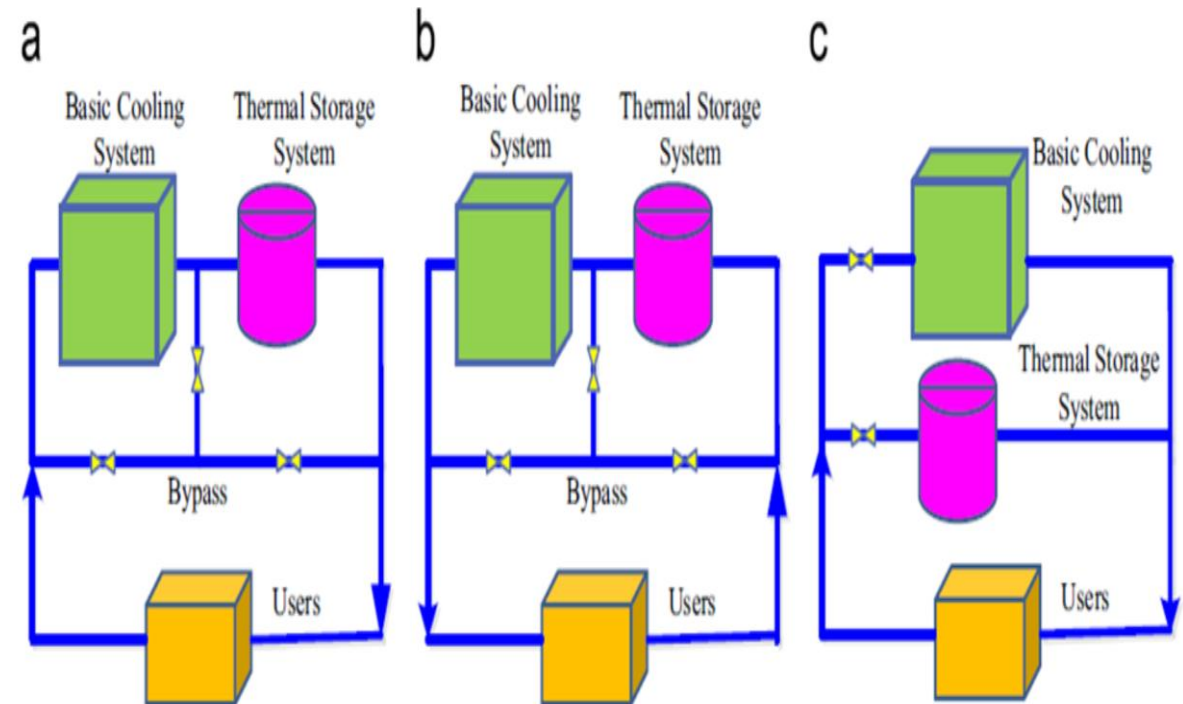 a
b
c
Basic Cooling
System
Thermal Storage
System
Bypass
Users
Basic Cooling
System
Thermal Storage
System
Bypass
Users
Basic Cooling
System
Thermal Storage
System
Users